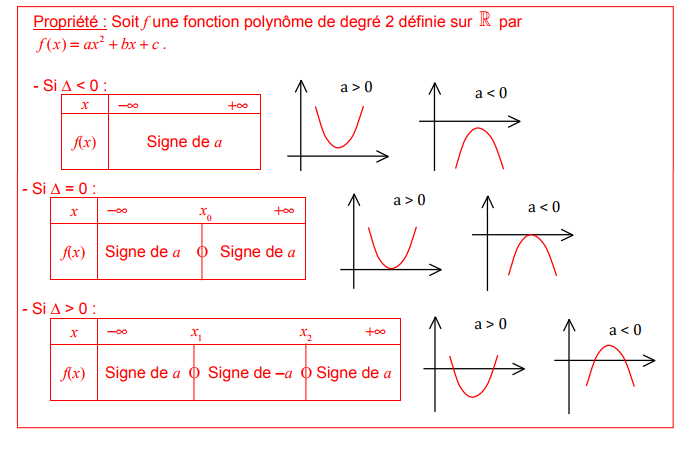 Propriété : Soit f une fonction polynôme de degré 2 définie sur ℝ par
f(x) = ax² + bx + c .
- Si Δ < 0 :
a > 0
a < 0
x −∞ +∞
f(x) Signe de a
- Si Δ = 0 :
a > 0
a < 0
x −∞ x₀ +∞
f(x) Signe de a O Signe de a
- Si Δ > 0 :
a > 0
a < 0
x −∞ x₁ x₂ +∞
f(x) Signe de a O Signe de –a O Signe de a